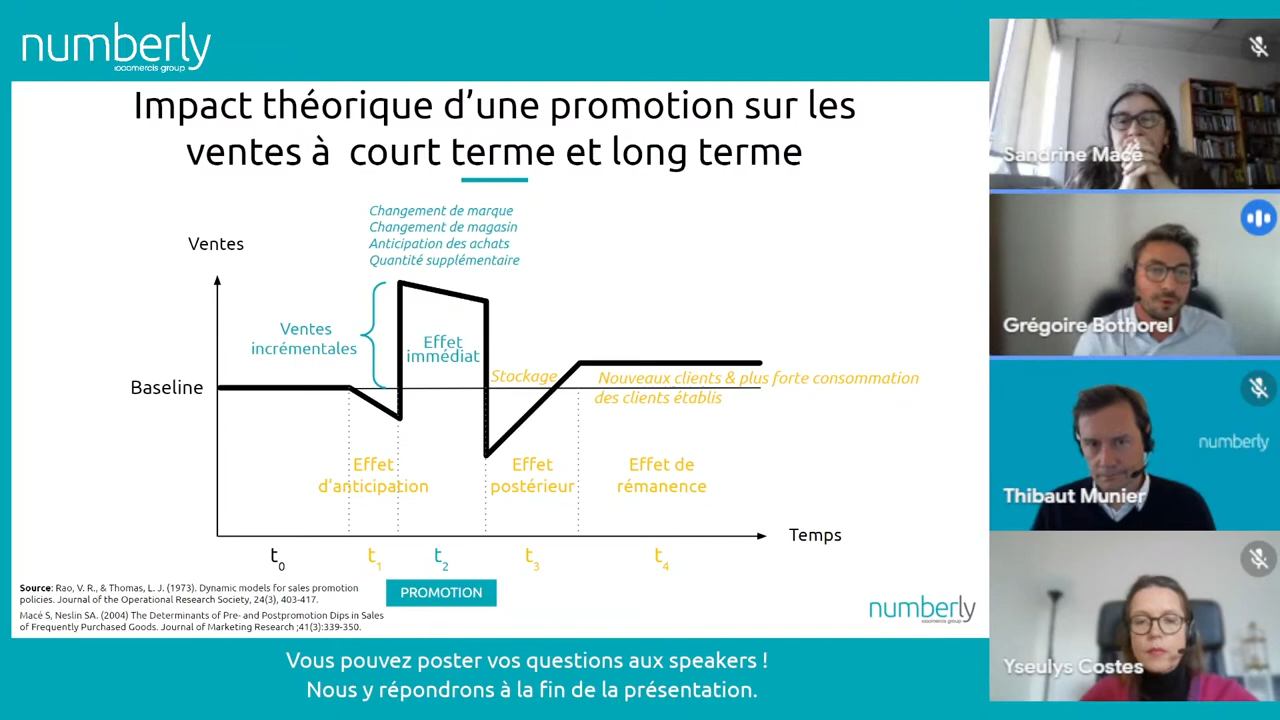 numberly
1000mercis group
Impact théorique d’une promotion sur les
ventes à court terme et long terme
Changement de marque
Changement de magasin
Anticipation des achats
Quantité supplémentaire
Ventes
Ventes
incrémentales
Effet
immédiat
Baseline
Stockage
Nouveaux clients & plus forte consommation
des clients établis
Effet
d'anticipation
Effet
postérieur
Effet de
rémanence
Temps
t0
t1
t2
t3
t4
PROMOTION
Source: Rao, V. R., & Thomas, L. J. (1973). Dynamic models for sales promotion
policies. Journal of the Operational Research Society, 24(3), 403-417.
Macé S, Neslin SA. (2004) The Determinants of Pre- and Postpromotion Dips in Sales
of Frequently Purchased Goods. Journal of Marketing Research ;41(3):339-350.
numberly
1000mercis group
Vous pouvez poster vos questions aux speakers !
Nous y répondrons à la fin de la présentation.
Sandrine Macé
Grégoire Bothorel
numberly
Thibaut Munier
Yseulys Costes